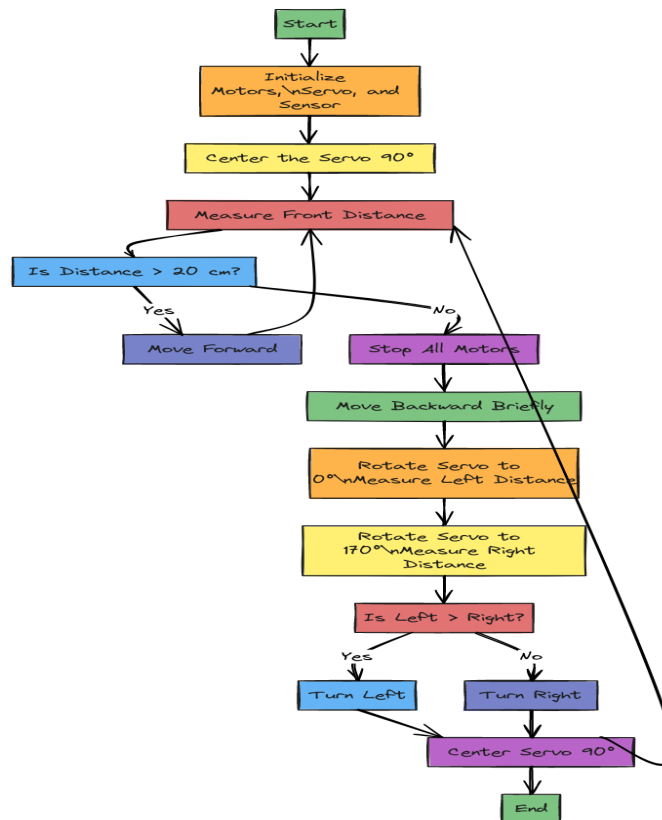 Start
Initialize
Motors,\nServo, and
Sensor
Center the Servo 90°
Measure Front Distance
Is Distance > 20 cm?
Yes
No
Move Forward
Stop All Motors
Move Backward Briefly
Rotate Servo to
0°\nMeasure Left Distance
Rotate Servo to
170°\nMeasure Right
Distance
Is Left > Right?
Yes
No
Turn Left
Turn Right
Center Servo 90°
End